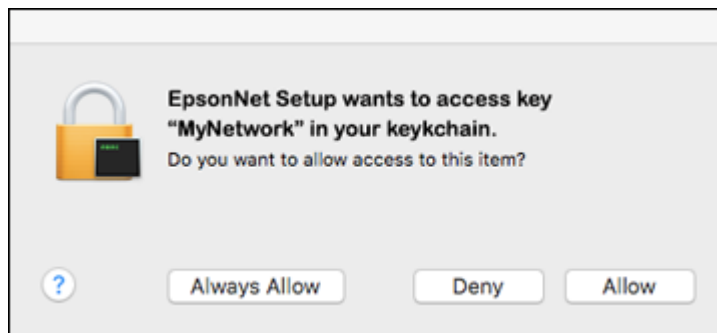 EpsonNet Setup wants to access key
“MyNetwork” in your keykchain.
Do you want to allow access to this item?
? Always Allow Deny Allow